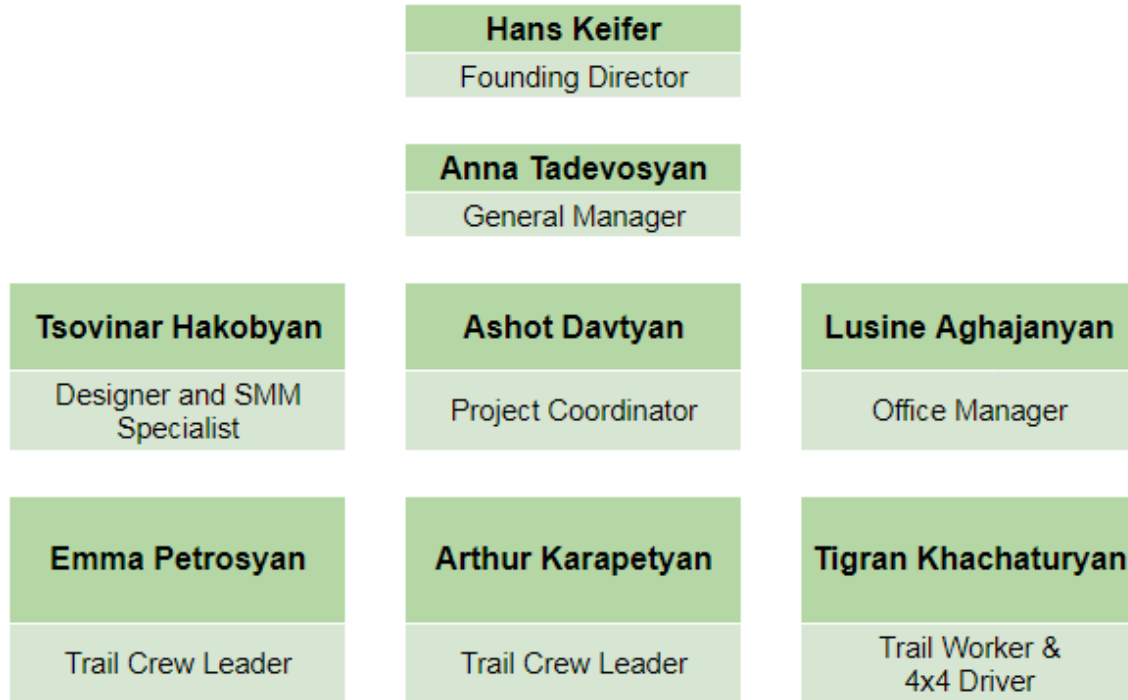 Hans Keifer
Founding Director
Anna Tadevosyan
General Manager
Tsovinar Hakobyan
Designer and SMM
Specialist
Ashot Davtyan
Project Coordinator
Lusine Aghajanyan
Office Manager
Emma Petrosyan
Trail Crew Leader
Arthur Karapetyan
Trail Crew Leader
Tigran Khachaturyan
Trail Worker &
4x4 Driver